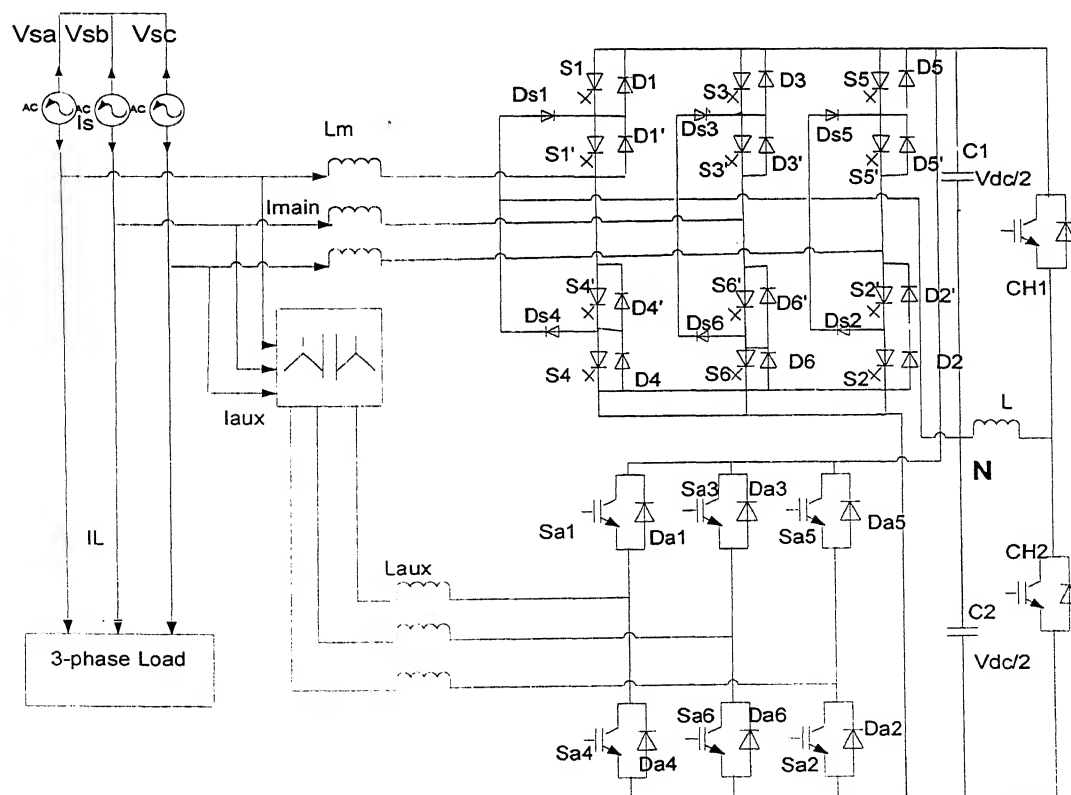 Vsa Vsb Vsc
AC AC AC
Is
Lm
Imain
Iaux
IL
Laux
3-phase Load
S1 D1 S3 D3 S5 D5
Ds1 Ds3' Ds5
S1' D1' S3' D3' S5' D5'
C1
Vdc/2
CH1
S4' D4' S6' D6' S2' D2'
Ds4 Ds6 Ds2
S4 D4 S6 D6 S2 D2
L
N
Sa1 Da1 Sa3 Da3 Sa5 Da5
CH2
C2
Vdc/2
Sa4 Da4 Sa6 Da6 Sa2 Da2